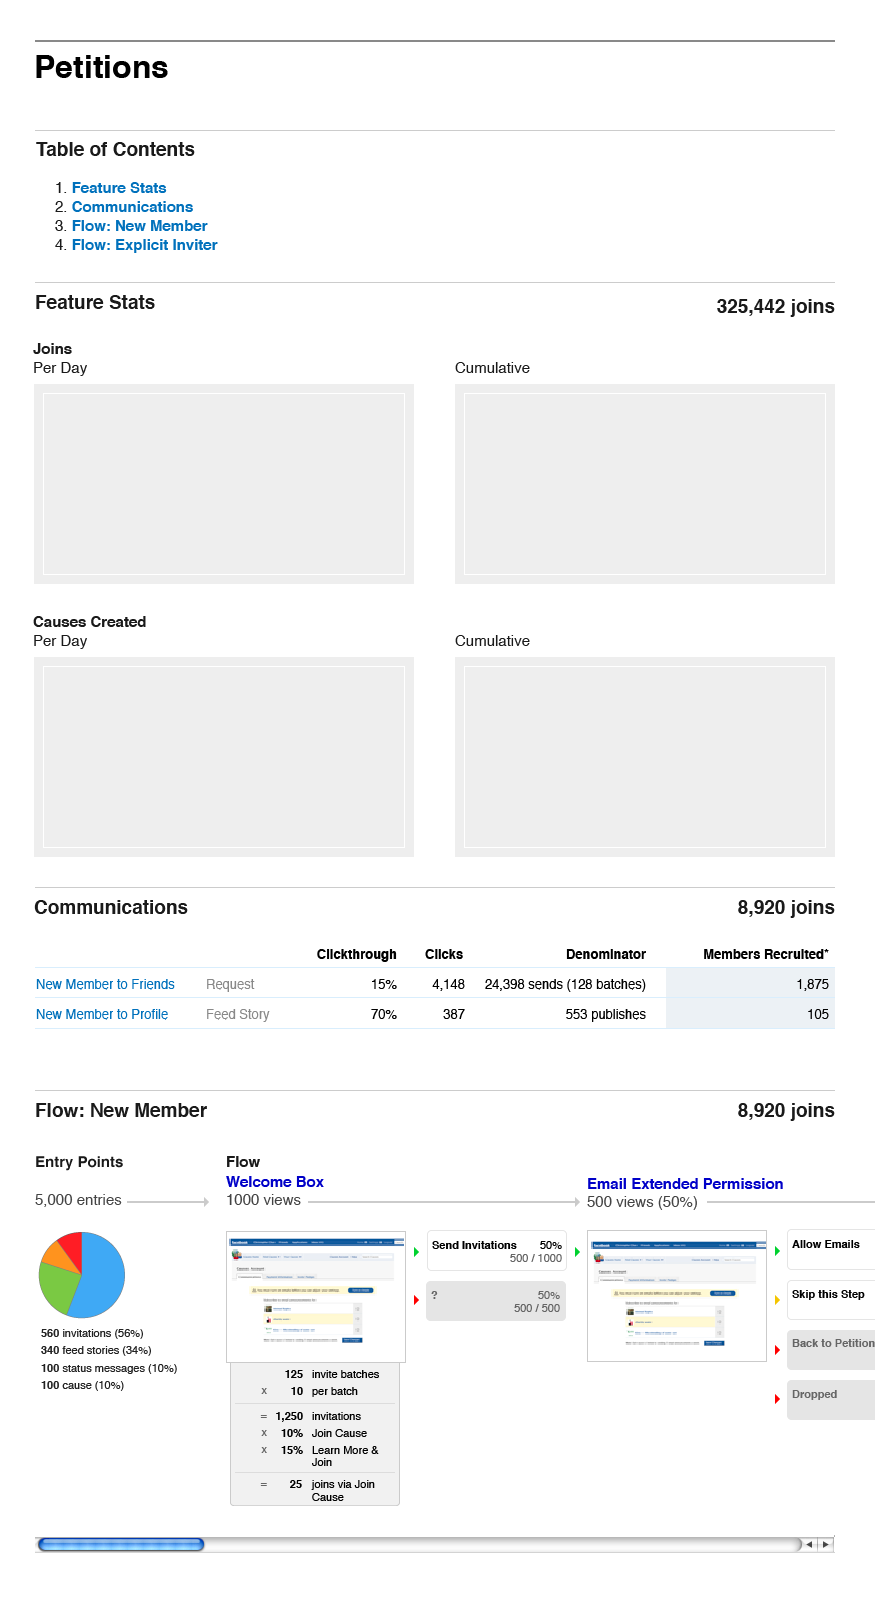 Petitions
Table of Contents
1. Feature Stats
2. Communications
3. Flow: New Member
4. Flow: Explicit Inviter
Feature Stats 325,442 joins
Joins
Per Day Cumulative
Causes Created
Per Day Cumulative
Communications 8,920 joins
Clickthrough Clicks Denominator Members Recruited*
New Member to Friends Request 15% 4,148 24,398 sends (128 batches) 1,875
New Member to Profile Feed Story 70% 387 553 publishes 105
Flow: New Member 8,920 joins
Entry Points Flow
Welcome Box Email Extended Permission
5,000 entries 1000 views 500 views (50%)
Send Invitations 50%
500 / 1000
? 50%
500 / 500
Allow Emails
Skip this Step
Back to Petition
Dropped
560 invitations (56%)
340 feed stories (34%)
100 status messages (10%)
100 cause (10%)
125 invite batches
x 10 per batch
= 1,250 invitations
x 10% Join Cause
x 15% Learn More &
Join
= 25 joins via Join
Cause